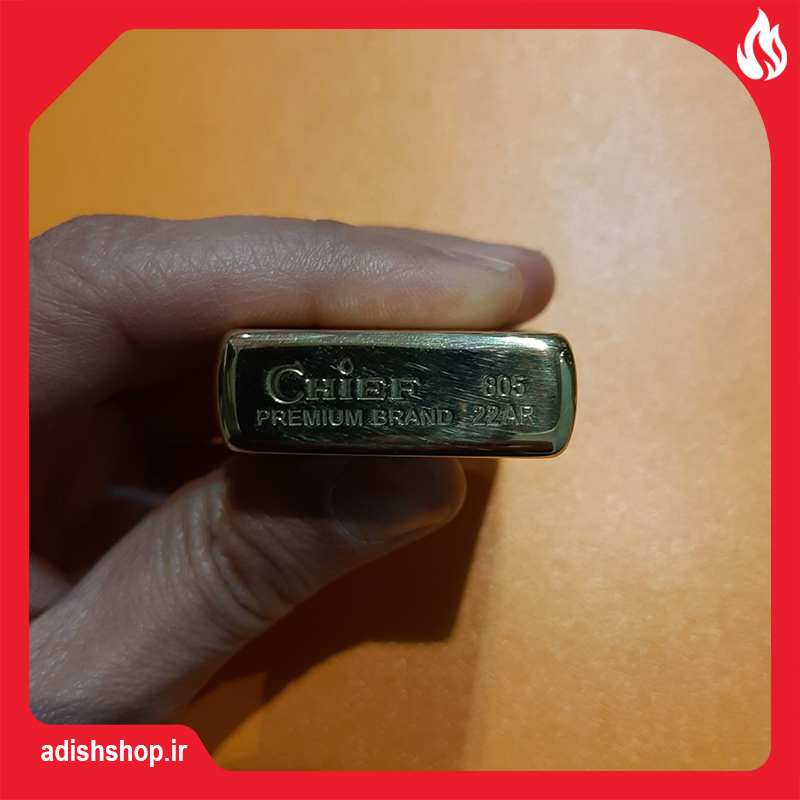 CHiEF 805
PREMIUM BRAND 22AR
adishshop.ir